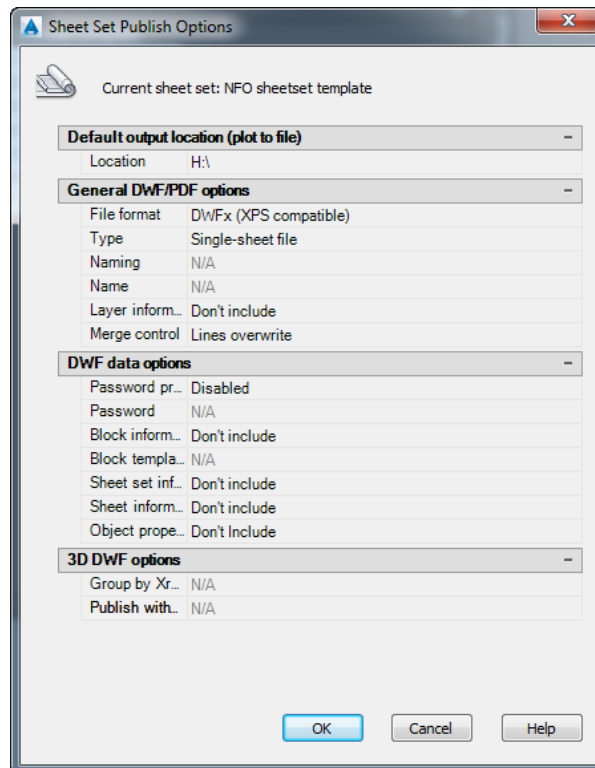 Sheet Set Publish Options
Current sheet set: NFO sheetset template
Default output location (plot to file)
Location H:\
General DWF/PDF options
File format DWFx (XPS compatible)
Type Single-sheet file
Naming N/A
Name N/A
Layer inform... Don't include
Merge control Lines overwrite
DWF data options
Password pr... Disabled
Password N/A
Block inform... Don't include
Block templa... N/A
Sheet set inf... Don't include
Sheet inform... Don't include
Object prope... Don't Include
3D DWF options
Group by Xr... N/A
Publish with... N/A
OK Cancel Help